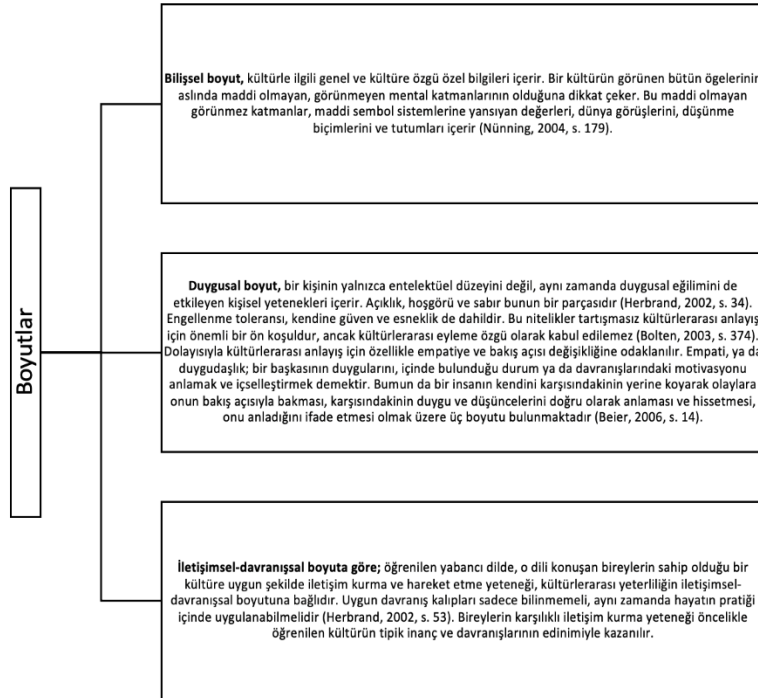 Boyutlar
Bilişsel boyut, kültürle ilgili genel ve kültüre özgü özel bilgileri içerir. Bir kültürün görünen bütün ögelerinin
aslında maddi olmayan, görünmeyen mental katmanlarının olduğuna dikkat çeker. Bu maddi olmayan
görünmez katmanlar, maddi sembol sistemlerine yansıyan değerleri, dünya görüşlerini, düşünme
biçimlerini ve tutumları içerir (Nünning, 2004, s. 179).
Duygusal boyut, bir kişinin yalnızca entelektüel düzeyini değil, aynı zamanda duygusal eğilimini de
etkileyen kişisel yetenekleri içerir. Açıklık, hoşgörü ve sabır bunun bir parçasıdır (Herbrand, 2002, s. 34).
Engellenme toleransı, kendine güven ve esneklik de dahildir. Bu nitelikler tartışmasız kültürlerarası anlayış
için önemli bir ön koşuldur, ancak kültürlerarası eyleme özgü olarak kabul edilemez (Bolten, 2003, s. 374).
Dolayısıyla kültürlerarası anlayış için özellikle empatiye ve bakış açısı değişikliğine odaklanılır. Empati, ya da
duygudaşlık; bir başkasının duygularını, içinde bulunduğu durum ya da davranışlarındaki motivasyonu
anlamak ve içselleştirmek demektir. Bumun da bir insanın kendini karşısındakinin yerine koyarak olaylara
onun bakış açısıyla bakması, karşısındakinin duygu ve düşüncelerini doğru olarak anlaması ve hissetmesi,
onu anladığını ifade etmesi olmak üzere üç boyutu bulunmaktadır (Beier, 2006, s. 14).
İletişimsel-davranışsal boyuta göre; öğrenilen yabancı dilde, o dili konuşan bireylerin sahip olduğu bir
kültüre uygun şekilde iletişim kurma ve hareket etme yeteneği, kültürlerarası yeterliliğin iletişimsel-
davranışsal boyutuna bağlıdır. Uygun davranış kalıpları sadece bilinmemeli, aynı zamanda hayatın pratiği
içinde uygulanabilmelidir (Herbrand, 2002, s. 53). Bireylerin karşılıklı iletişim kurma yeteneği öncelikle
öğrenilen kültürün tipik inanç ve davranışlarının edinimiyle kazanılır.